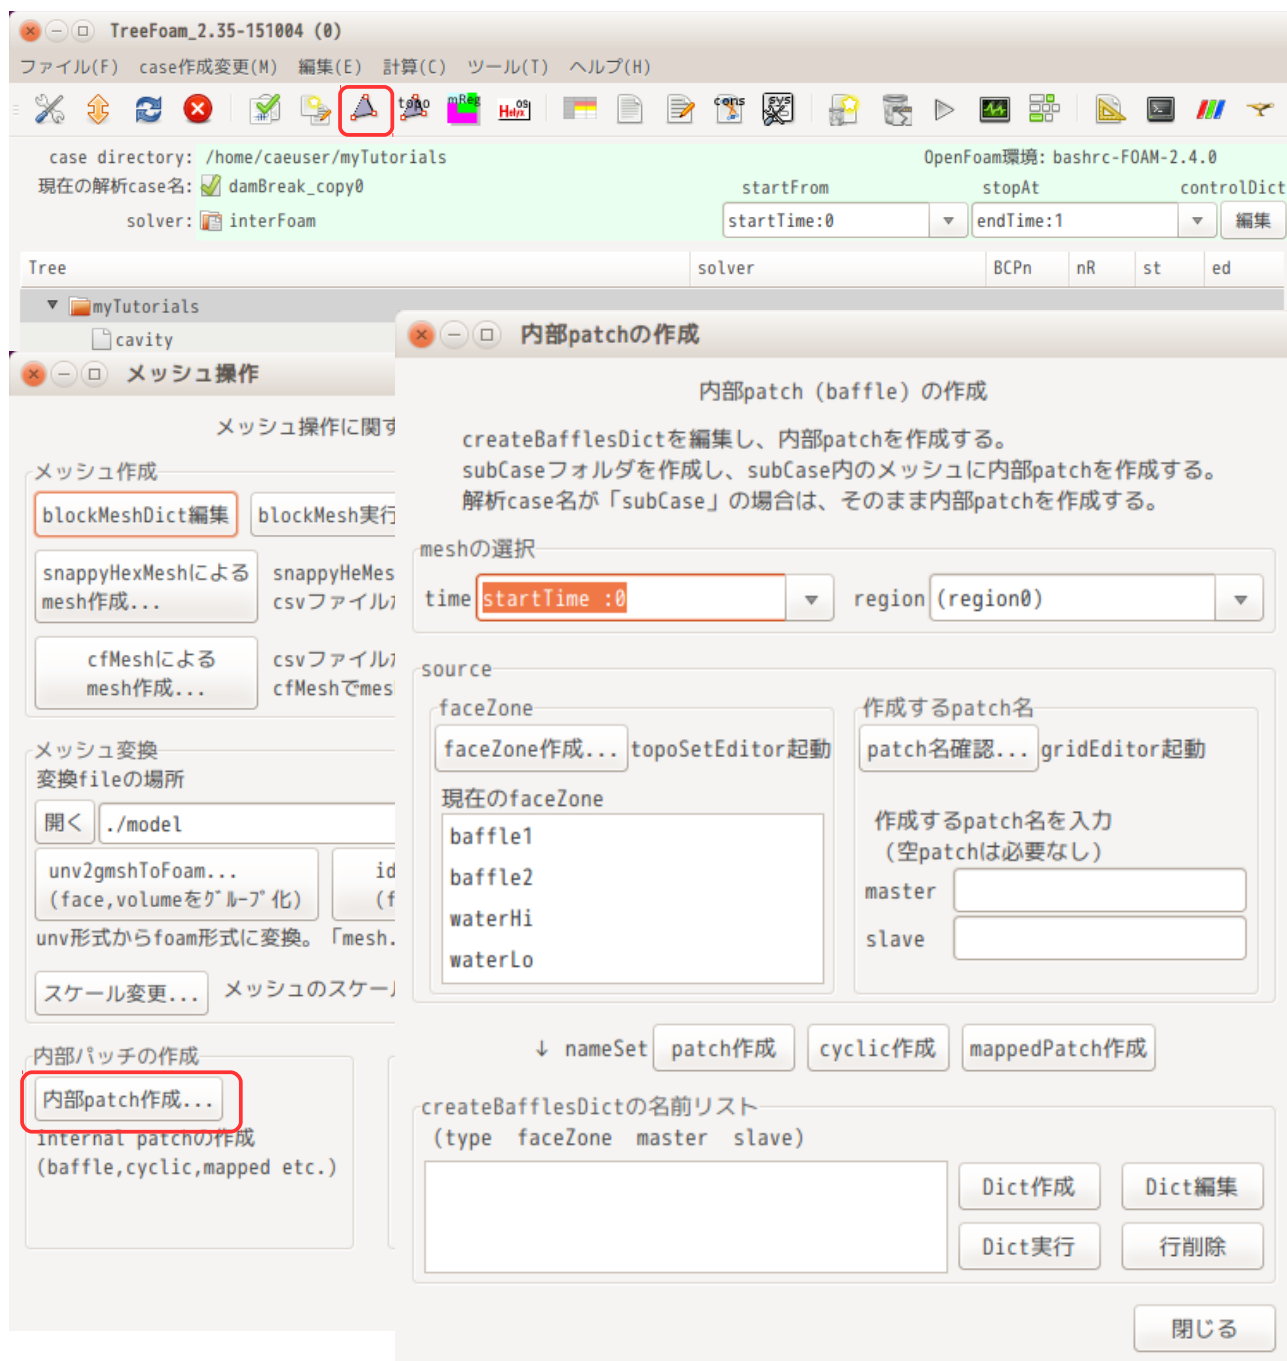 TreeFoam_2.35-151004 (0)
ファイル(F) case作成変更(M) 編集(E) 計算(C) ツール(T) ヘルプ(H)
topo mReg OS Helyx cons sys
case directory: /home/caeuser/myTutorials OpenFoam環境: bashrc-FOAM-2.4.0
現在の解析case名: damBreak_copy0 startFrom stopAt controlDict
solver: interFoam startTime:0 endTime:1 編集
Tree solver BCPn nR st ed
myTutorials
cavity
内部patchの作成
内部patch (baffle) の作成
createBafflesDictを編集し、内部patchを作成する。
subCaseフォルダを作成し、subCase内のメッシュに内部patchを作成する。
解析case名が「subCase」の場合は、そのまま内部patchを作成する。
meshの選択
time startTime :0 region (region0)
source
faceZone
faceZone作成... topoSetEditor起動
現在のfaceZone
baffle1
baffle2
waterHi
waterLo
作成するpatch名
patch名確認... gridEditor起動
作成するpatch名を入力
(空patchは必要なし)
master
slave
↓ nameSet patch作成 cyclic作成 mappedPatch作成
createBafflesDictの名前リスト
(type faceZone master slave)
Dict作成 Dict編集
Dict実行 行削除
閉じる
メッシュ操作
メッシュ操作に関す
メッシュ作成
blockMeshDict編集 blockMesh実行
snappyHexMeshによる
mesh作成...
snappyHeMes
csvファイル
cfMeshによる
mesh作成...
csvファイル
cfMeshでmes
メッシュ変換
変換fileの場所
開く ./model
unv2gmshToFoam...
(face,volumeをグループ化)
id
(f
unv形式からfoam形式に変換。「mesh.
スケール変更... メッシュのスケー
内部パッチの作成
内部patch作成...
internal patchの作成
(baffle,cyclic,mapped etc.)